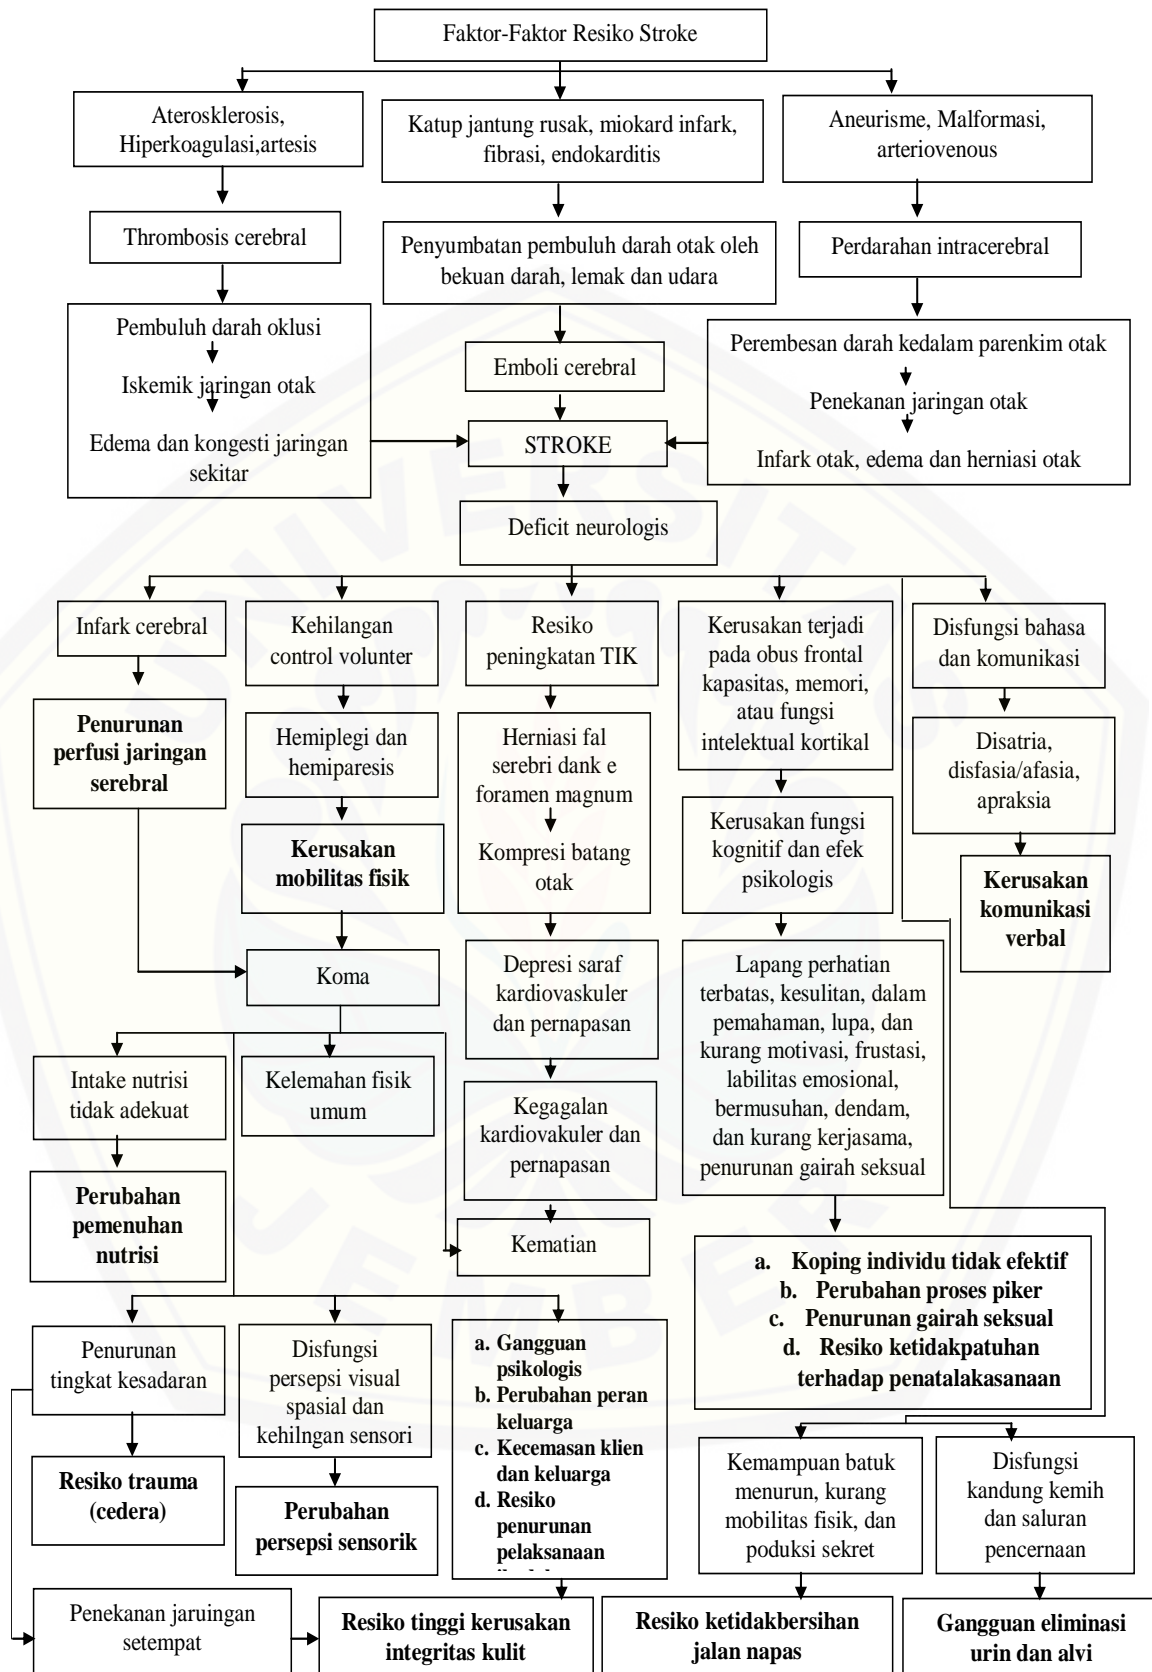 Faktor-Faktor Resiko Stroke
Aterosklerosis,
Hiperkoagulasi,artesis
Katup jantung rusak, miokard infark,
fibrasi, endokarditis
Aneurisme, Malformasi,
arteriovenous
Thrombosis cerebral
Penyumbatan pembuluh darah otak oleh
bekuan darah, lemak dan udara
Perdarahan intracerebral
Pembuluh darah oklusi
Iskemik jaringan otak
Edema dan kongesti jaringan
sekitar
Emboli cerebral
Perembesan darah kedalam parenkim otak
Penekanan jaringan otak
Infark otak, edema dan herniasi otak
STROKE
Deficit neurologis
Infark cerebral
Kehilangan
control volunter
Resiko
peningkatan TIK
Kerusakan terjadi
pada obus frontal
kapasitas, memori,
atau fungsi
intelektual kortikal
Disfungsi bahasa
dan komunikasi
Penurunan
perfusi jaringan
serebral
Hemiplegi dan
hemiparesis
Herniasi fal
serebri dank e
foramen magnum
Kompresi batang
otak
Disatria,
disfasia/afasia,
apraksia
Kerusakan
mobilitas fisik
Kerusakan fungsi
kognitif dan efek
psikologis
Kerusakan
komunikasi
verbal
Koma
Depresi saraf
kardiovaskuler
dan pernapasan
Lapang perhatian
terbatas, kesulitan, dalam
pemahaman, lupa, dan
kurang motivasi, frustasi,
labilitas emosional,
bermusuhan, dendam,
dan kurang kerjasama,
penurunan gairah seksual
Intake nutrisi
tidak adekuat
Kelemahan fisik
umum
Kegagalan
kardiovakuler dan
pernapasan
Perubahan
pemenuhan
nutrisi
Kematian
a. Koping individu tidak efektif
b. Perubahan proses piker
c. Penurunan gairah seksual
d. Resiko ketidakpatuhan
terhadap penatalakasanaan
Penurunan
tingkat kesadaran
Disfungsi
persepsi visual
spasial dan
kehilngan sensori
a. Gangguan
psikologis
b. Perubahan peran
keluarga
c. Kecemasan klien
dan keluarga
d. Resiko
penurunan
pelaksanaan
Kemampuan batuk
menurun, kurang
mobilitas fisik, dan
poduksi sekret
Disfungsi
kandung kemih
dan saluran
pencernaan
Resiko trauma
(cedera)
Perubahan
persepsi sensorik
Penekanan jaruingan
setempat
Resiko tinggi kerusakan
integritas kulit
Resiko ketidakbersihan
jalan napas
Gangguan eliminasi
urin dan alvi
UNIVERSITAS
JEMBER